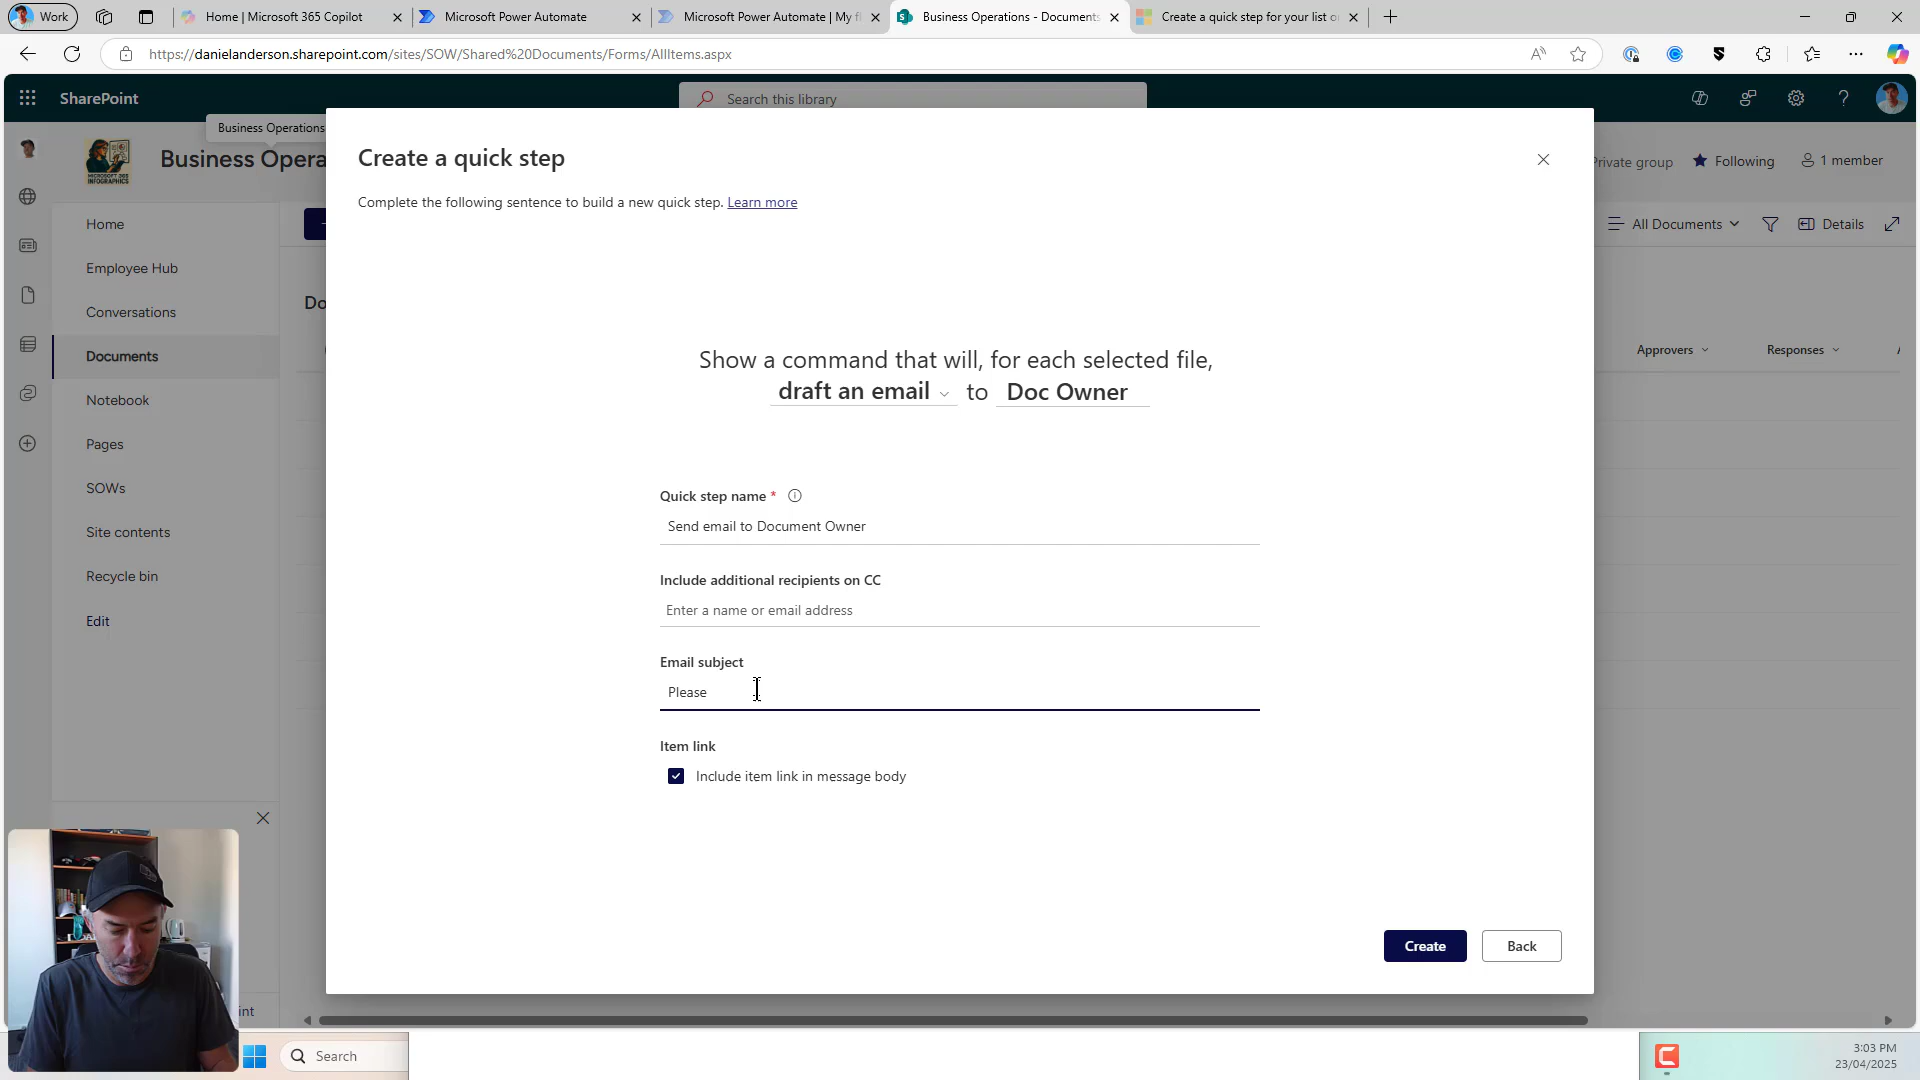 Work
Home | Microsoft 365 Copilot
Microsoft Power Automate
Microsoft Power Automate | My f
Business Operations - Documents
Create a quick step for your list o
https://danielanderson.sharepoint.com/sites/SOW/Shared%20Documents/Forms/AllItems.aspx
SharePoint
Search this library
Business Operations
Business Opera
Private group
Following
1 member
Create a quick step
Complete the following sentence to build a new quick step. Learn more
Home
Employee Hub
Conversations
Documents
Notebook
Pages
SOWs
Site contents
Recycle bin
Edit
All Documents
Details
Do
Approvers
Responses
Show a command that will, for each selected file,
draft an email to Doc Owner
Quick step name *
Send email to Document Owner
Include additional recipients on CC
Enter a name or email address
Email subject
Please
Item link
Include item link in message body
Create
Back
int
Search
3:03 PM
23/04/2025